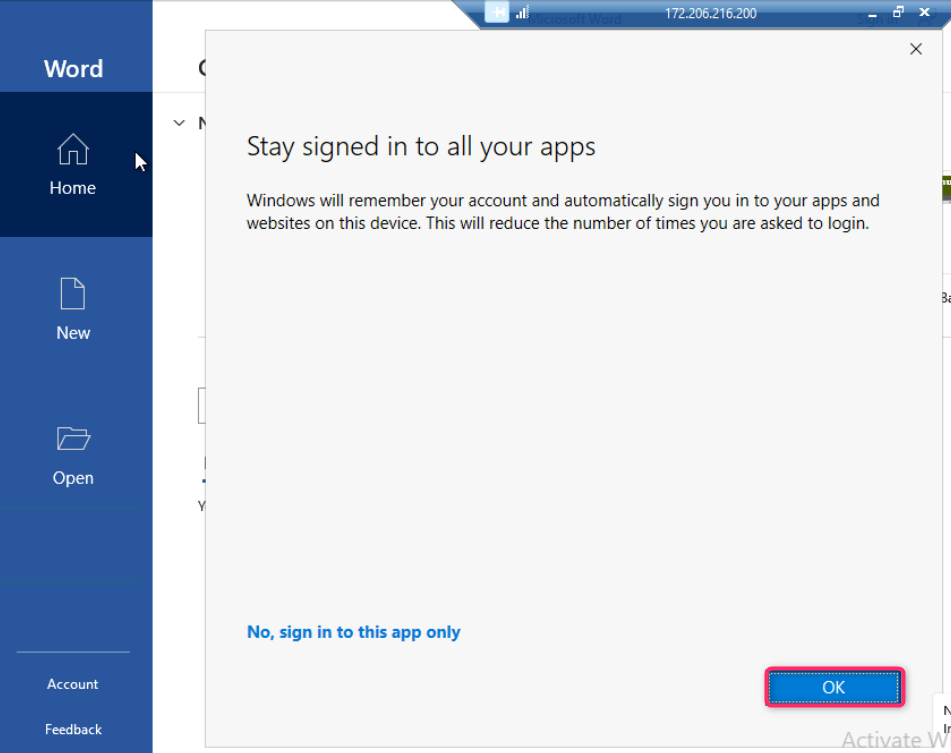 172.206.216.200
Microsoft Word
Sign in
Word
Home
New
Open
Account
Feedback
Stay signed in to all your apps
Windows will remember your account and automatically sign you in to your apps and
websites on this device. This will reduce the number of times you are asked to login.
No, sign in to this app only
OK
Activate W